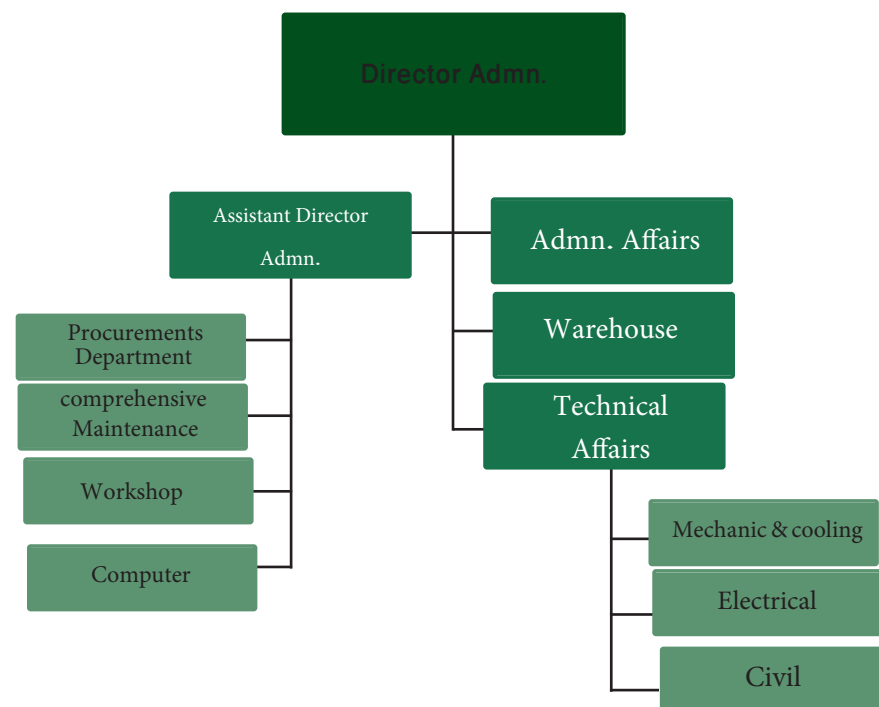 Director Admn.
Assistant Director
Admn.
Admn. Affairs
Warehouse
Technical
Affairs
Procurements
Department
comprehensive
Maintenance
Workshop
Computer
Mechanic & cooling
Electrical
Civil